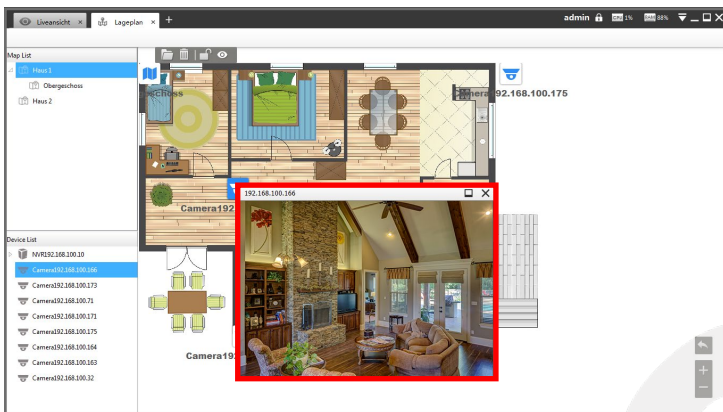 Liveansicht × Lageplan × + admin CPU 1% RAM 88%
Map List
Haus 1
Obergeschoss
Haus 2
schoss
Camera192.168.100.175
192.168.100.166
Camera192
Device List
NVR192.168.100.10
Camera192.168.100.166
Camera192.168.100.173
Camera192.168.100.71
Camera192.168.100.171
Camera192.168.100.175
Camera192.168.100.164
Camera192.168.100.163
Camera192.168.100.32
Camera19